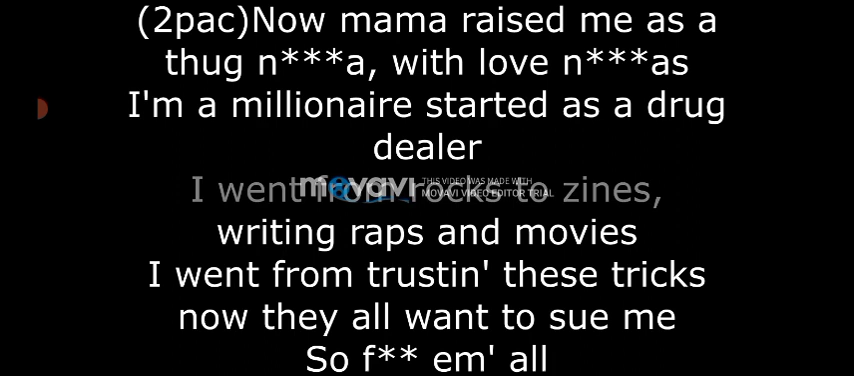 (2pac)Now mama raised me as a
thug n***a, with love n***as
I'm a millionaire started as a drug
dealer
I went from rocks to zines,
movavi
THIS VIDEO WAS MADE WITH
MOVAVI VIDEO EDITOR TRIAL
writing raps and movies
I went from trustin' these tricks
now they all want to sue me
So f** em' all